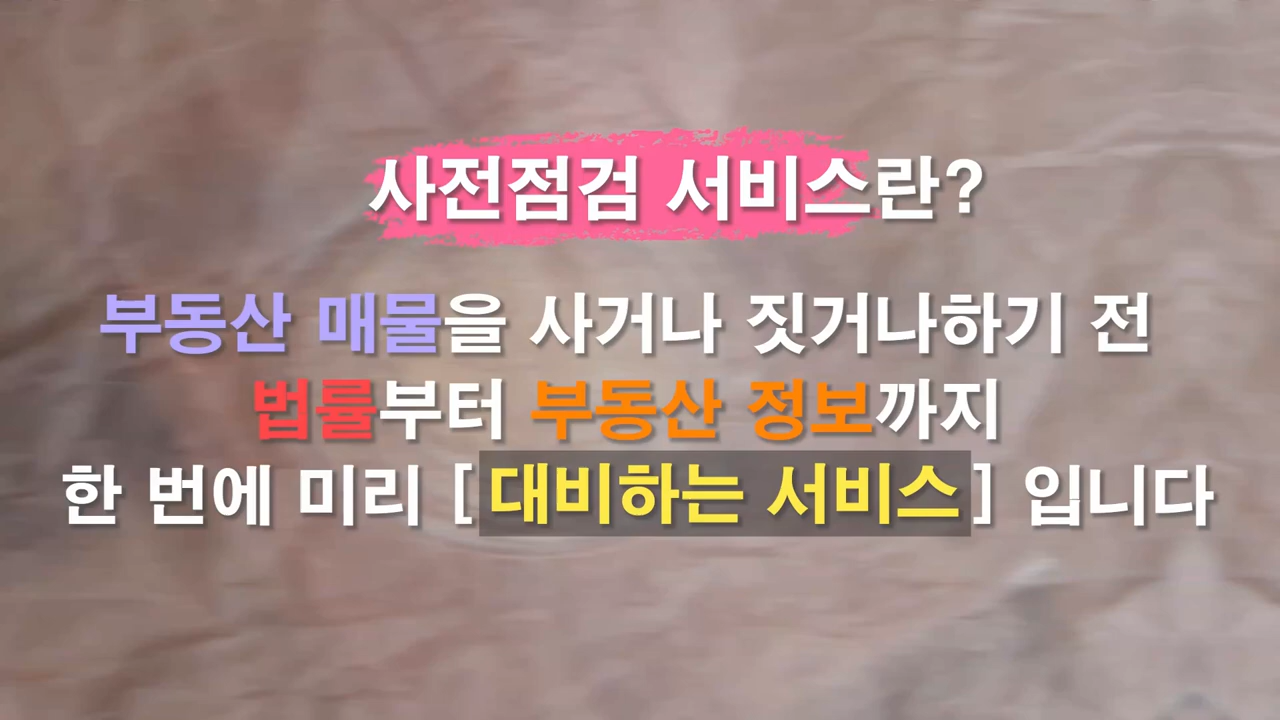 사전점검 서비스란?
부동산 매물을 사거나 짓거나하기 전
법률부터 부동산 정보까지
한 번에 미리 [대비하는 서비스] 입니다